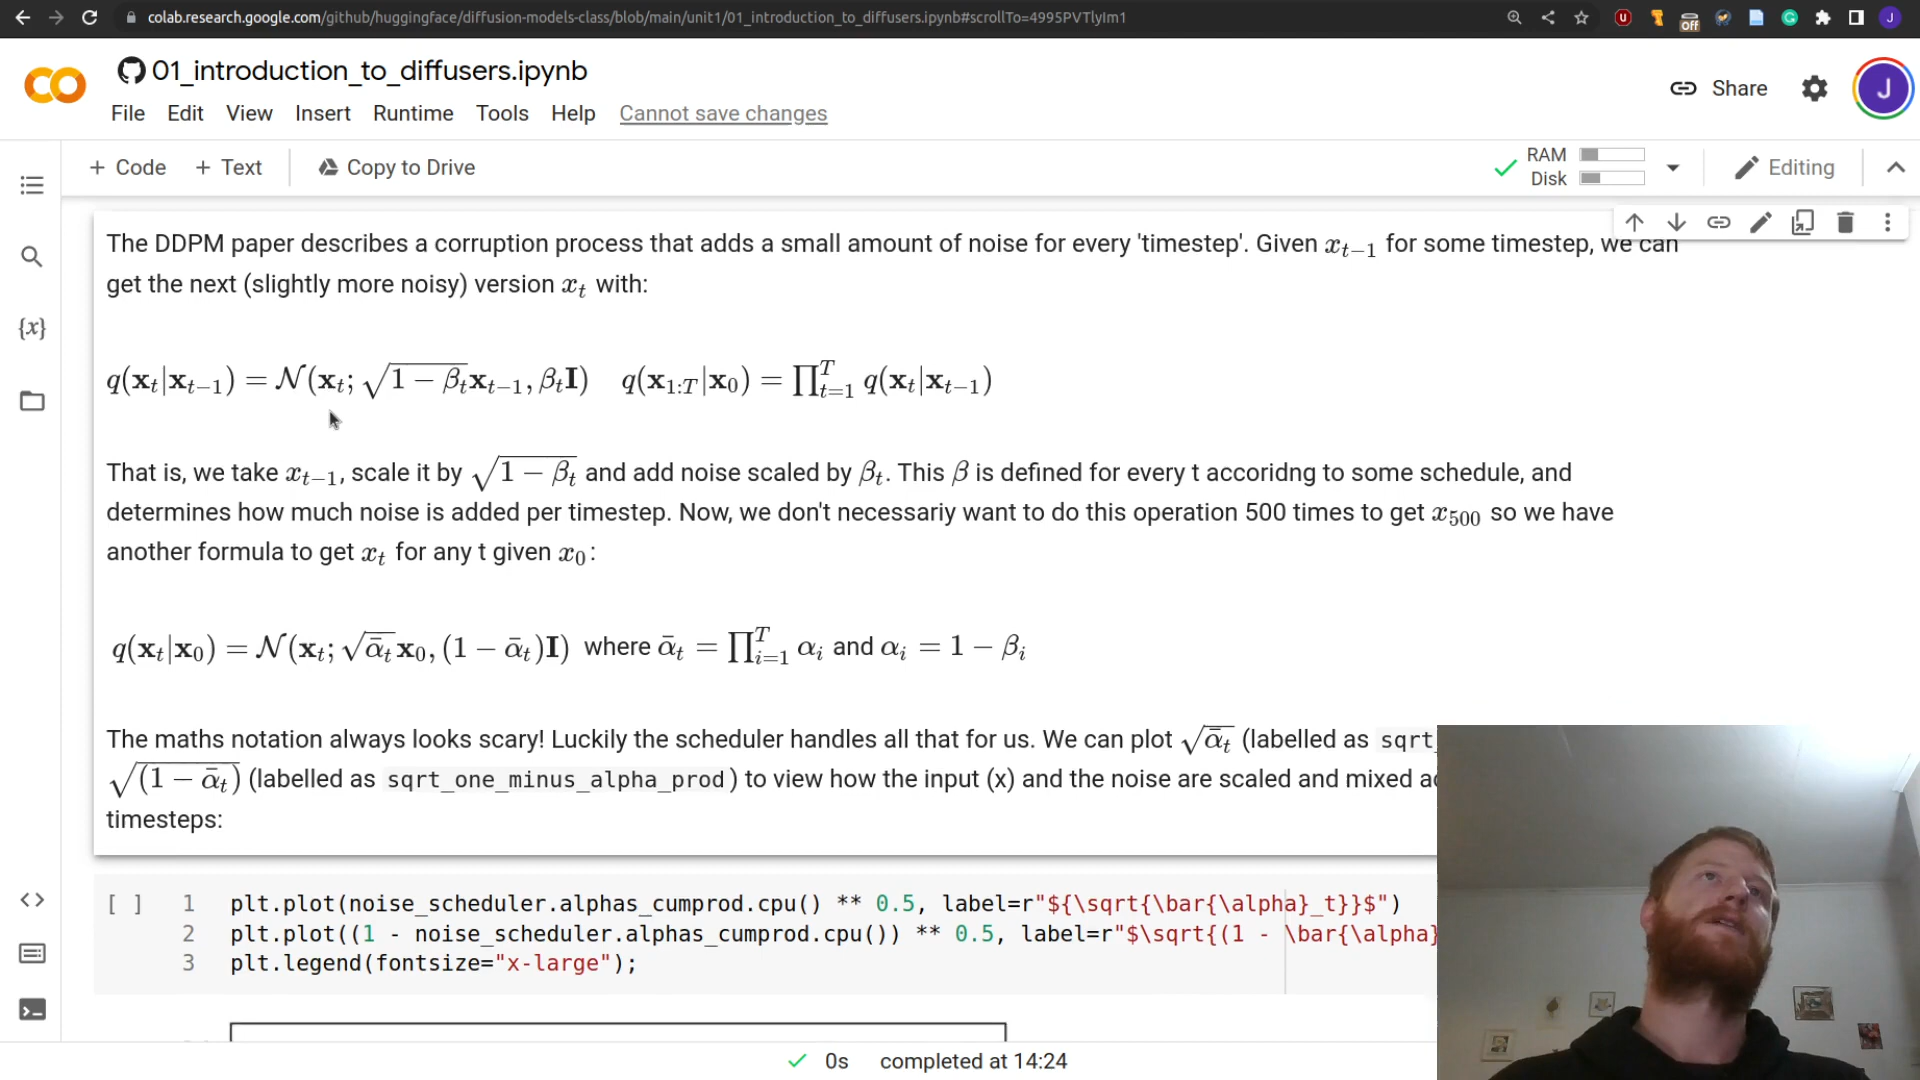 colab.research.google.com/github/huggingface/diffusion-models-class/blob/main/unit1/01_introduction_to_diffusers.ipynb#scrollTo=4995PVTlyIm1
Off
J
01_introduction_to_diffusers.ipynb
File Edit View Insert Runtime Tools Help Cannot save changes
Share
J
+ Code + Text Copy to Drive
RAM
Disk
Editing
The DDPM paper describes a corruption process that adds a small amount of noise for every 'timestep'. Given x_{t−1} for some timestep, we can
get the next (slightly more noisy) version x_t with:
q(x_t|x_{t−1}) = N(x_t; √(1 − β_t)x_{t−1}, β_tI) q(x_{1:T}|x_0) = ∏_{t=1}^T q(x_t|x_{t−1})
That is, we take x_{t−1}, scale it by √(1 − β_t) and add noise scaled by β_t. This β is defined for every t accoridng to some schedule, and
determines how much noise is added per timestep. Now, we don't necessariy want to do this operation 500 times to get x_{500} so we have
another formula to get x_t for any t given x_0:
q(x_t|x_0) = N(x_t; √ᾱ_t x_0, (1 − ᾱ_t)I) where ᾱ_t = ∏_{i=1}^T α_i and α_i = 1 − β_i
The maths notation always looks scary! Luckily the scheduler handles all that for us. We can plot √ᾱ_t (labelled as sqrt_
√(1 − ᾱ_t) (labelled as sqrt_one_minus_alpha_prod) to view how the input (x) and the noise are scaled and mixed ac
timesteps:
[ ] 1 plt.plot(noise_scheduler.alphas_cumprod.cpu() ** 0.5, label=r"${\sqrt{\bar{\alpha}_t}}$")
2 plt.plot((1 - noise_scheduler.alphas_cumprod.cpu()) ** 0.5, label=r"$\sqrt{(1 - \bar{\alpha}
3 plt.legend(fontsize="x-large");
0s completed at 14:24